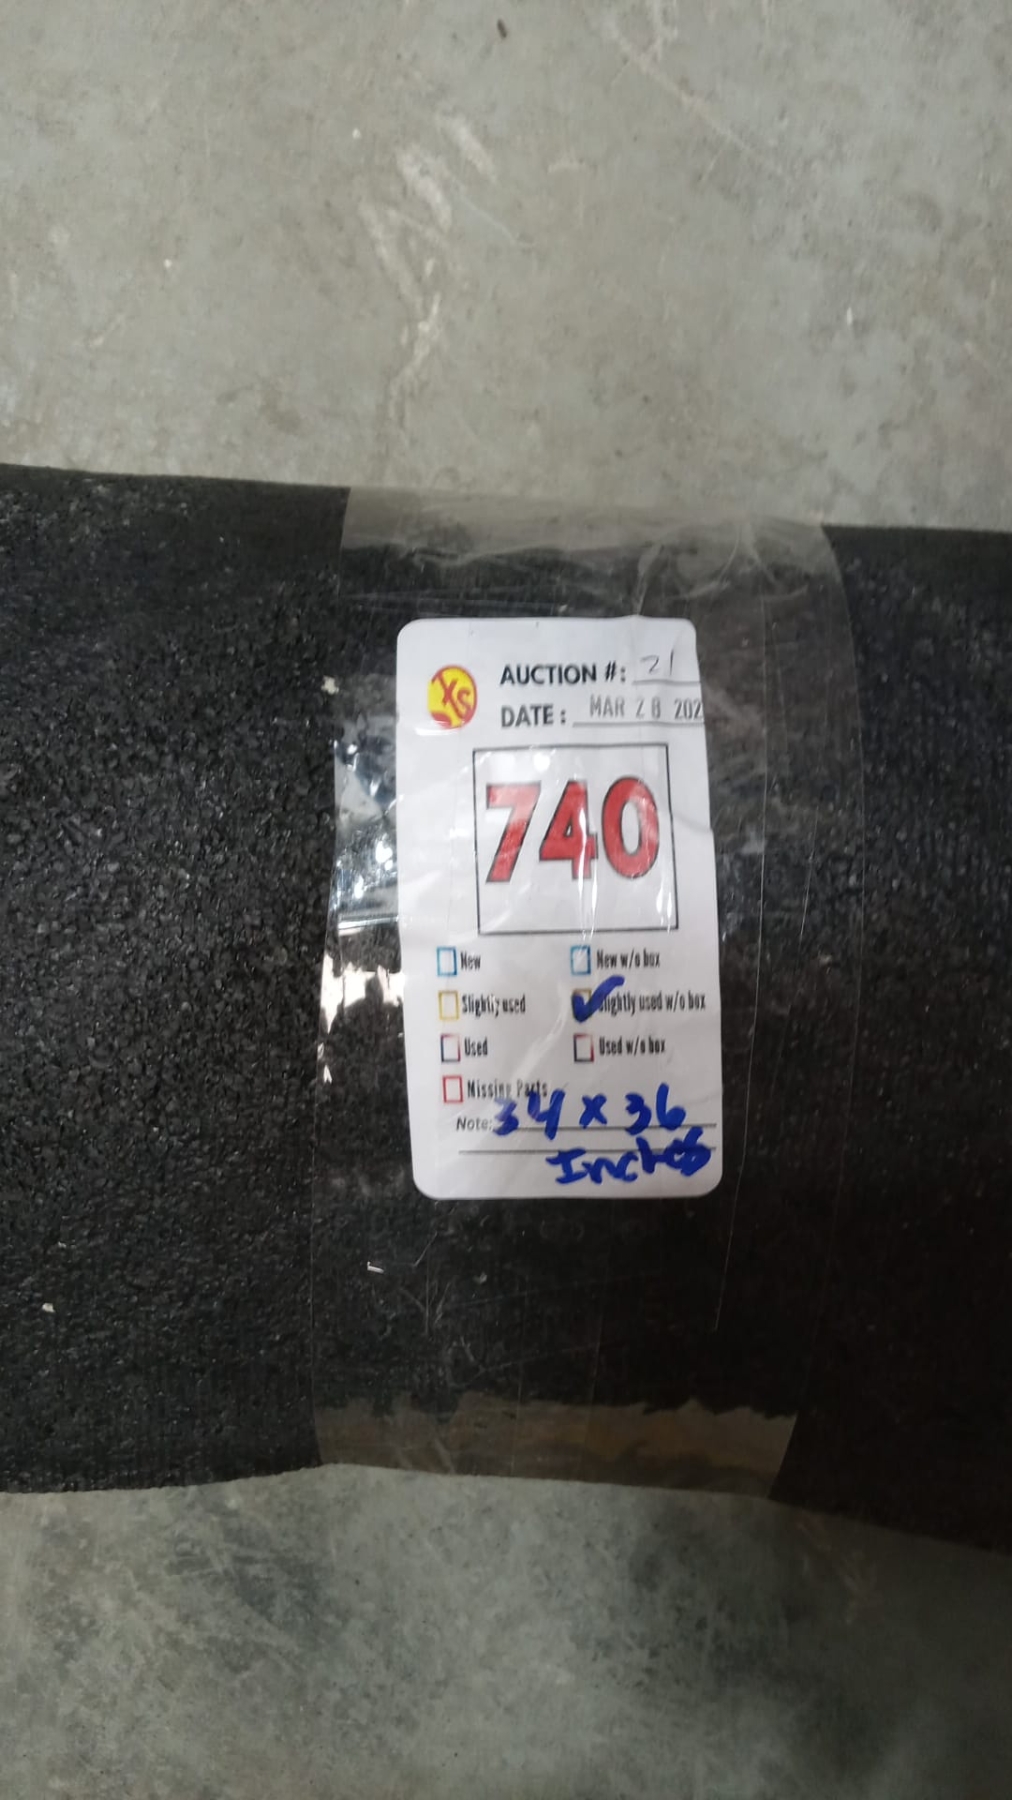 AUCTION #: 21
DATE: MAR 28 202
740
New
New w/o box
Slightly used
Slightly used w/o box
Used
Used w/o box
Missing Parts
Note: 34 x 36
Inches